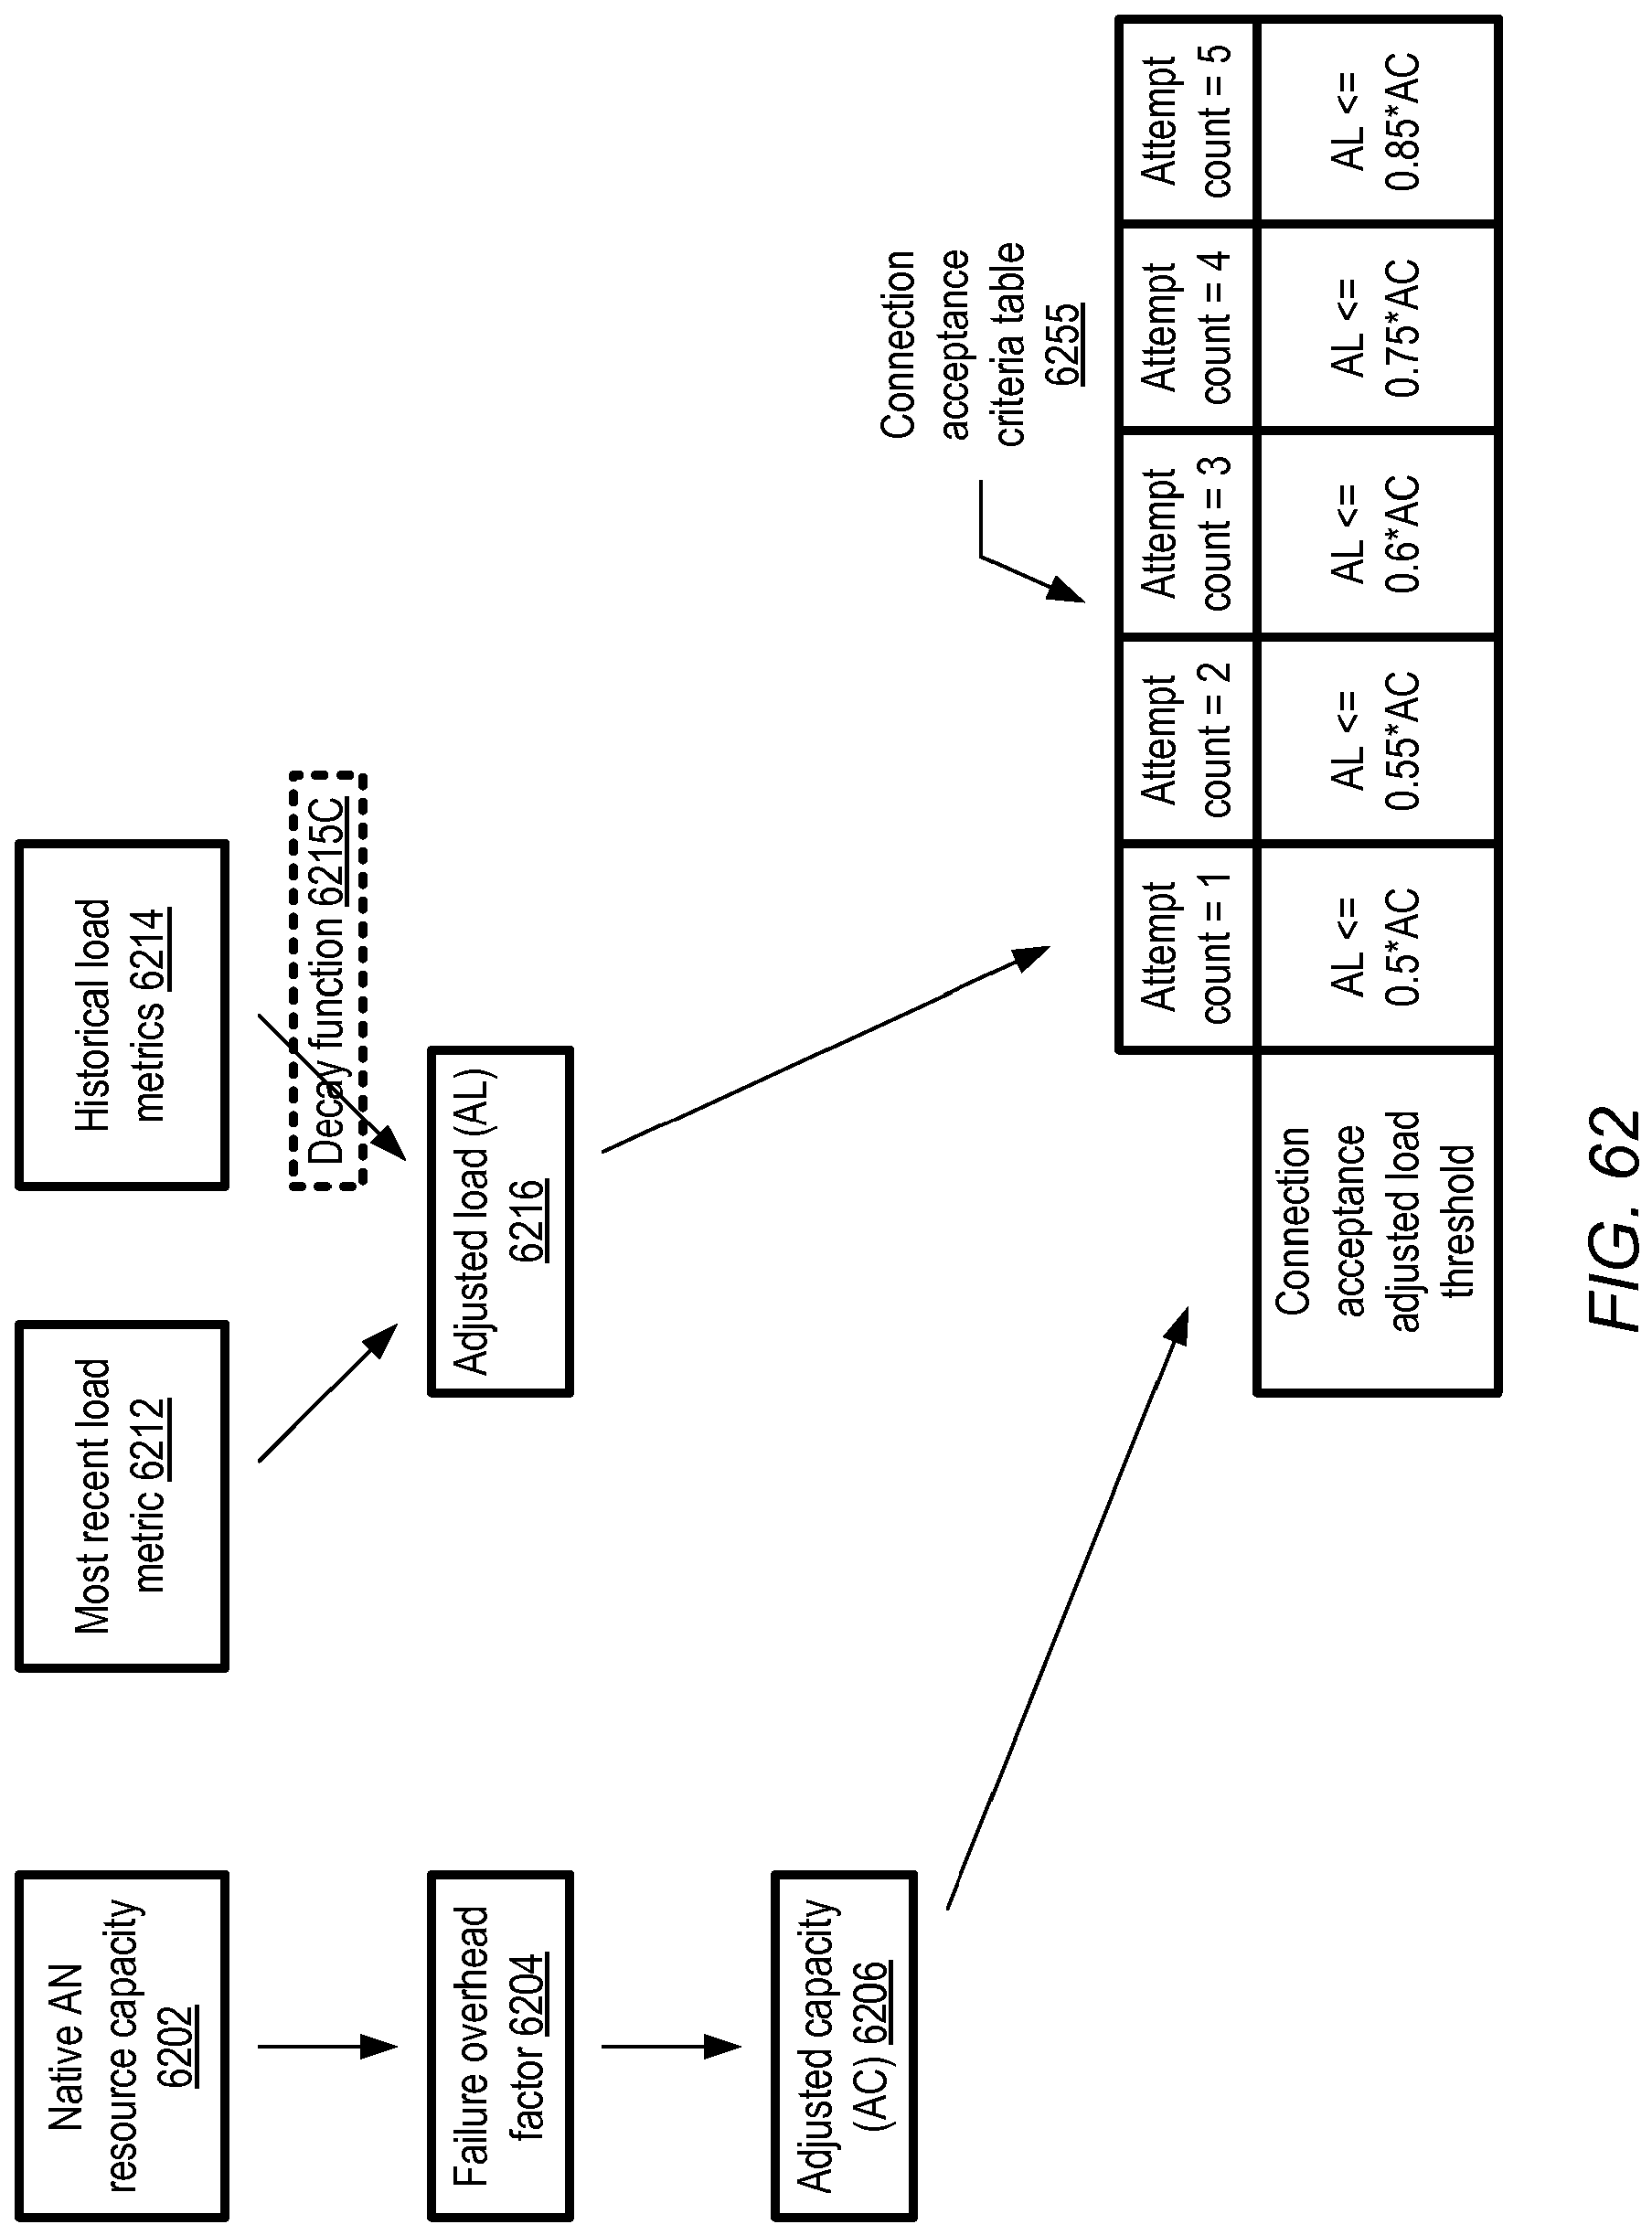 Native AN
resource capacity
6202
Most recent load
metric 6212
Historical load
metrics 6214
Decay function 6215C
Failure overhead
factor 6204
Adjusted load (AL)
6216
Adjusted capacity
(AC) 6206
Connection
acceptance
criteria table
6255
Attempt
count = 1
Attempt
count = 2
Attempt
count = 3
Attempt
count = 4
Attempt
count = 5
Connection
acceptance
adjusted load
threshold
AL <=
0.5*AC
AL <=
0.55*AC
AL <=
0.6*AC
AL <=
0.75*AC
AL <=
0.85*AC
FIG. 62